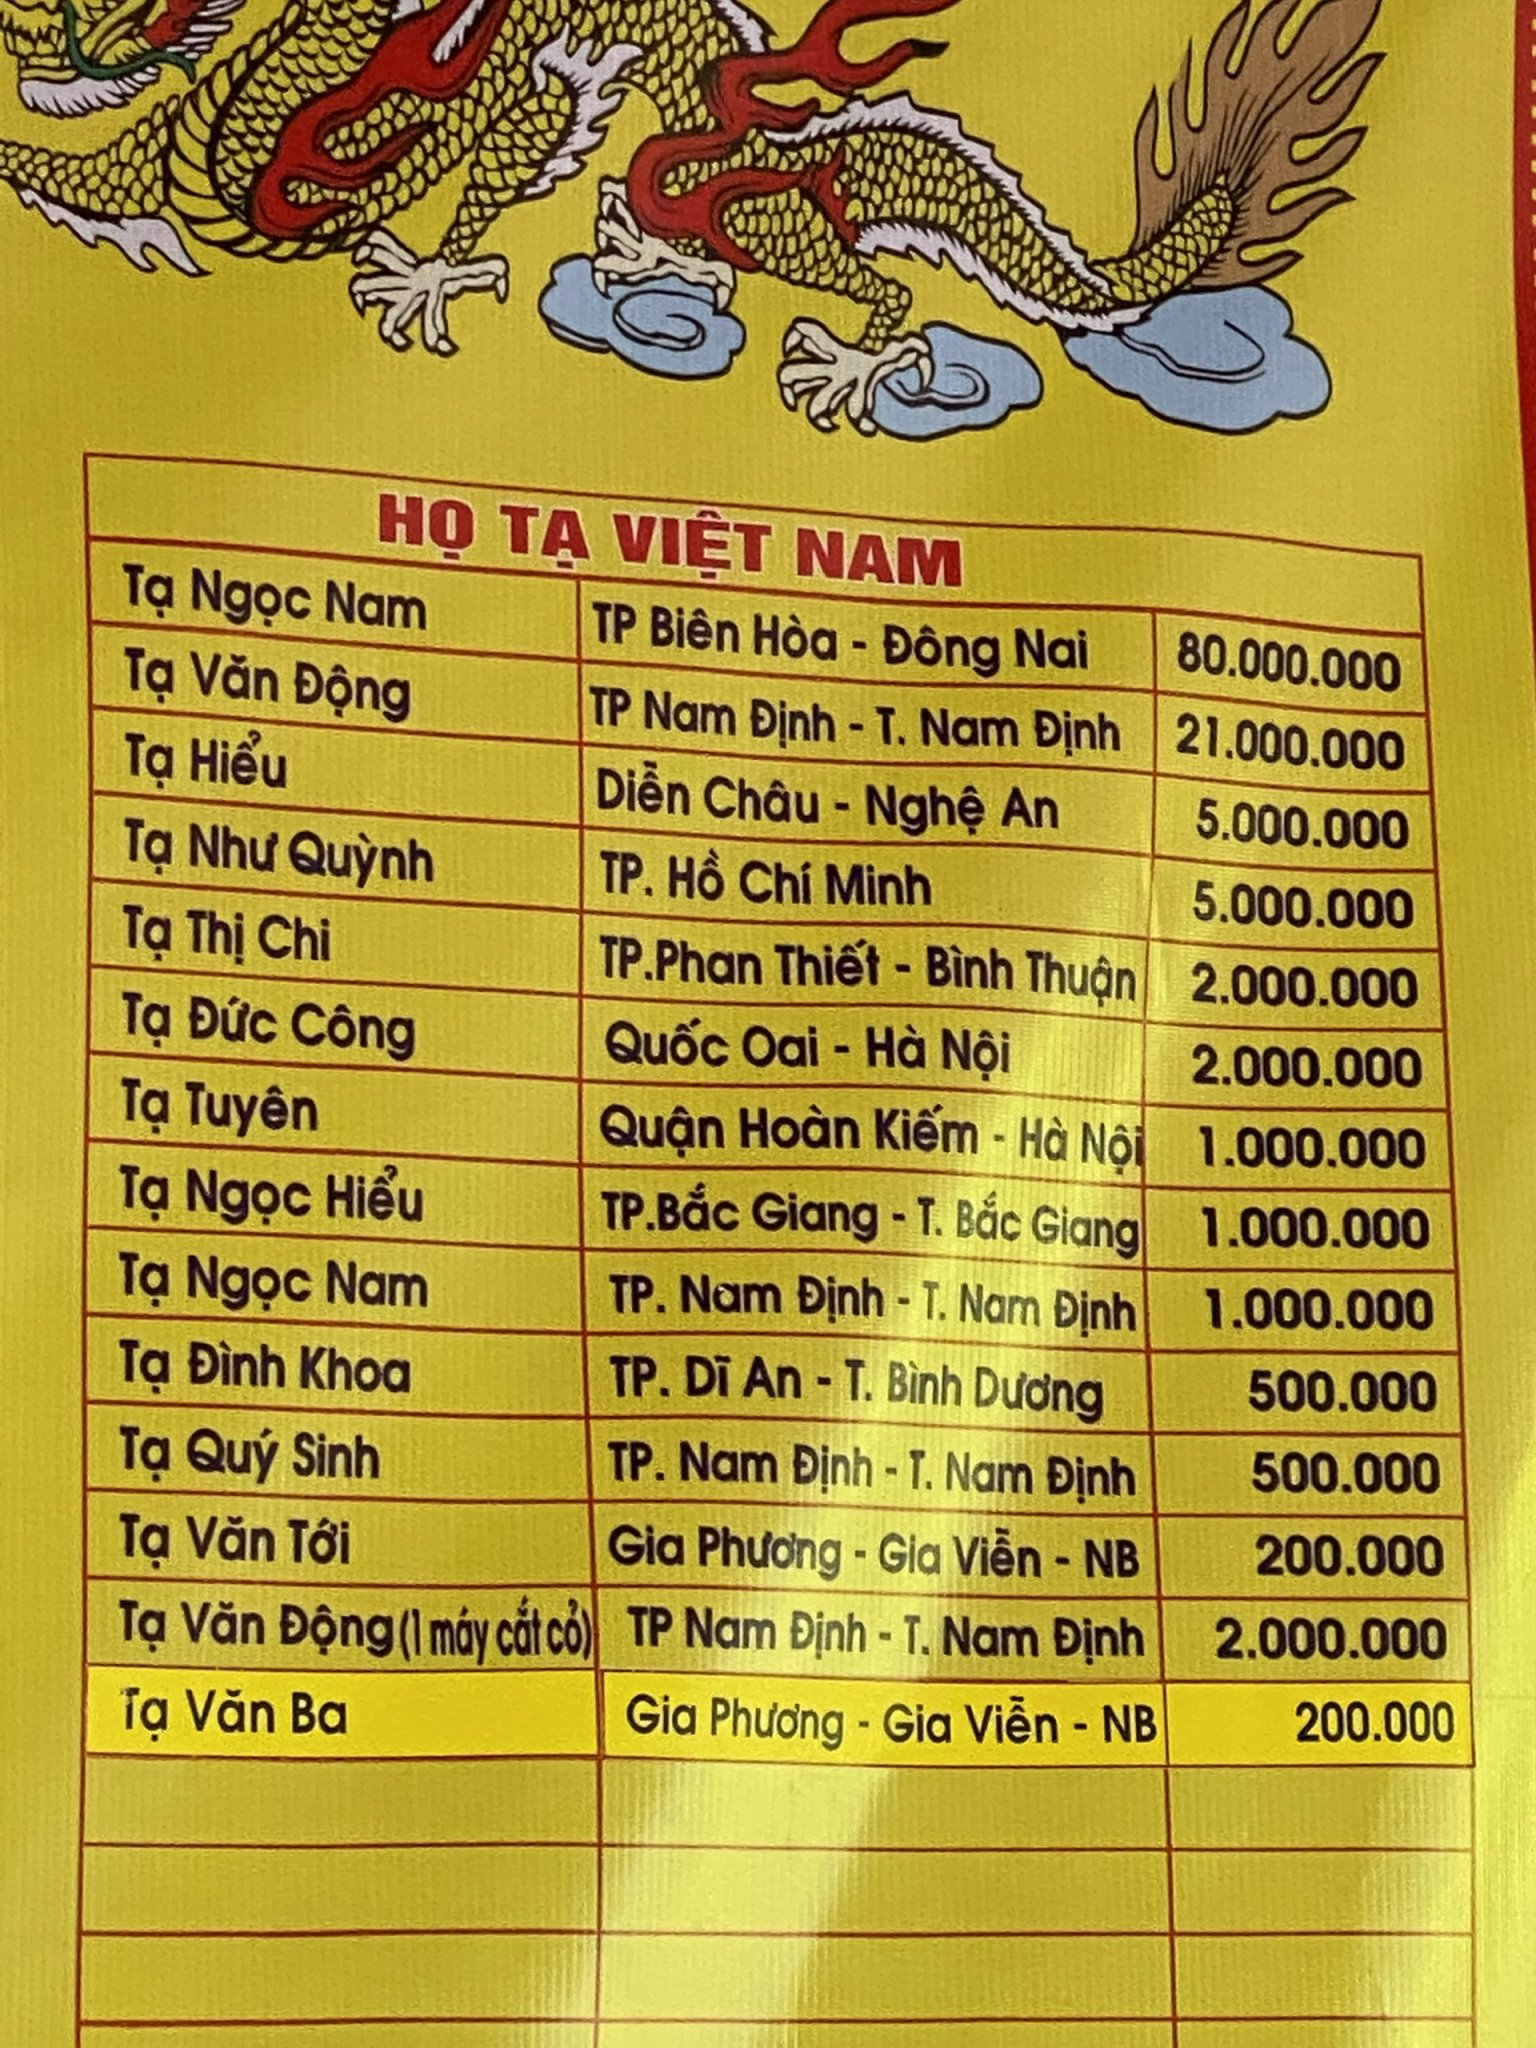 HỌ TẠ VIỆT NAM
Tạ Ngọc Nam TP Biên Hòa - Đông Nai 80.000.000
Tạ Văn Động TP Nam Định - T. Nam Định 21.000.000
Tạ Hiểu Diễn Châu - Nghệ An 5.000.000
Tạ Như Quỳnh TP. Hồ Chí Minh 5.000.000
Tạ Thị Chi TP.Phan Thiết - Bình Thuận 2.000.000
Tạ Đức Công Quốc Oai - Hà Nội 2.000.000
Tạ Tuyên Quận Hoàn Kiếm - Hà Nội 1.000.000
Tạ Ngọc Hiểu TP.Bắc Giang - T. Bắc Giang 1.000.000
Tạ Ngọc Nam TP. Nam Định - T. Nam Định 1.000.000
Tạ Đình Khoa TP. Dĩ An - T. Bình Dương 500.000
Tạ Quý Sinh TP. Nam Định - T. Nam Định 500.000
Tạ Văn Tới Gia Phương - Gia Viễn - NB 200.000
Tạ Văn Động (1 máy cắt cỏ) TP Nam Định - T. Nam Định 2.000.000
Tạ Văn Ba Gia Phương - Gia Viễn - NB 200.000